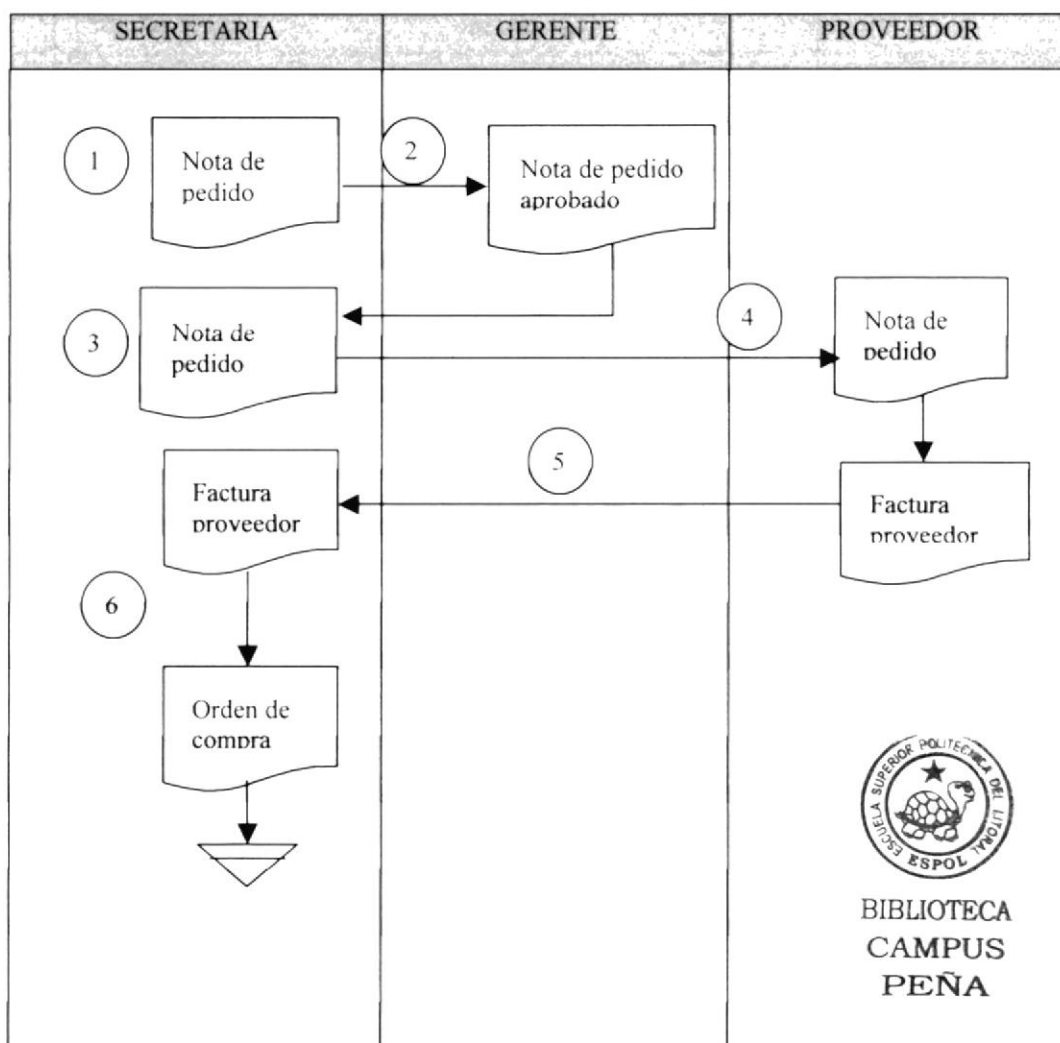 SECRETARIA
GERENTE
PROVEEDOR
1
Nota de
pedido
2
Nota de pedido
aprobado
3
Nota de
pedido
4
Nota de
pedido
Factura
proveedor
5
Factura
proveedor
6
Orden de
compra
ESCUELA SUPERIOR POLITECNICA DEL LITORAL
ESPOL
BIBLIOTECA
CAMPUS
PEÑA